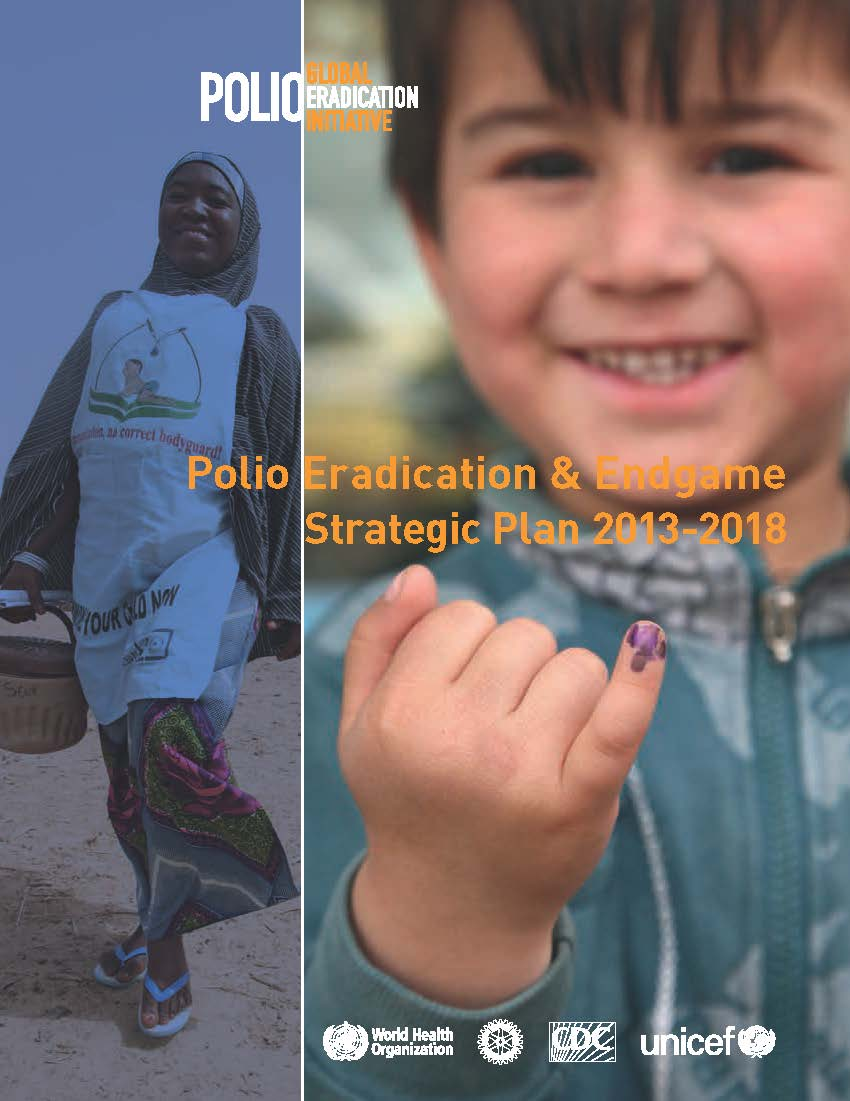 POLIO
GLOBAL
ERADICATION
INITIATIVE
na correct bodyguard!
Polio Eradication & Endgame
Strategic Plan 2013-2018
YOUR CHILD NOW
World Health
Organization
CDC
unicef